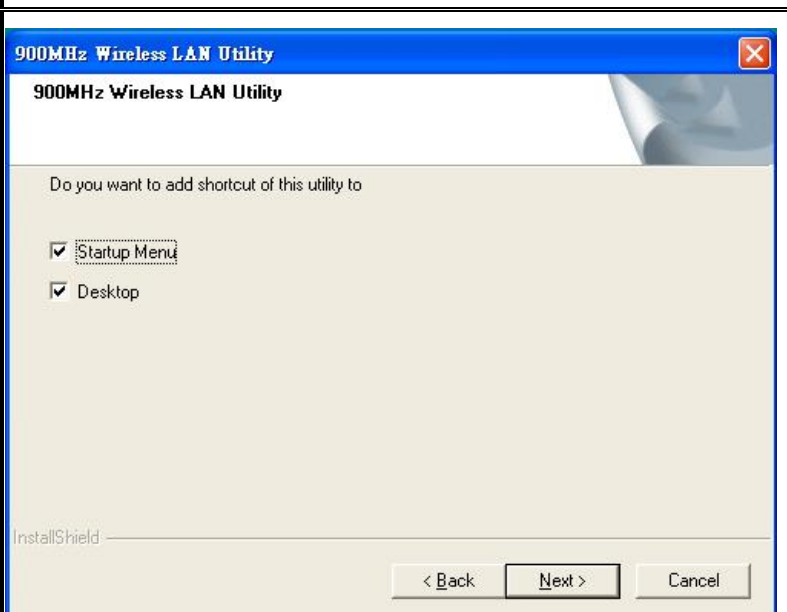 900MHz Wireless LAN Utility
900MHz Wireless LAN Utility
Do you want to add shortcut of this utility to
Startup Menu
Desktop
InstallShield
< Back
Next >
Cancel